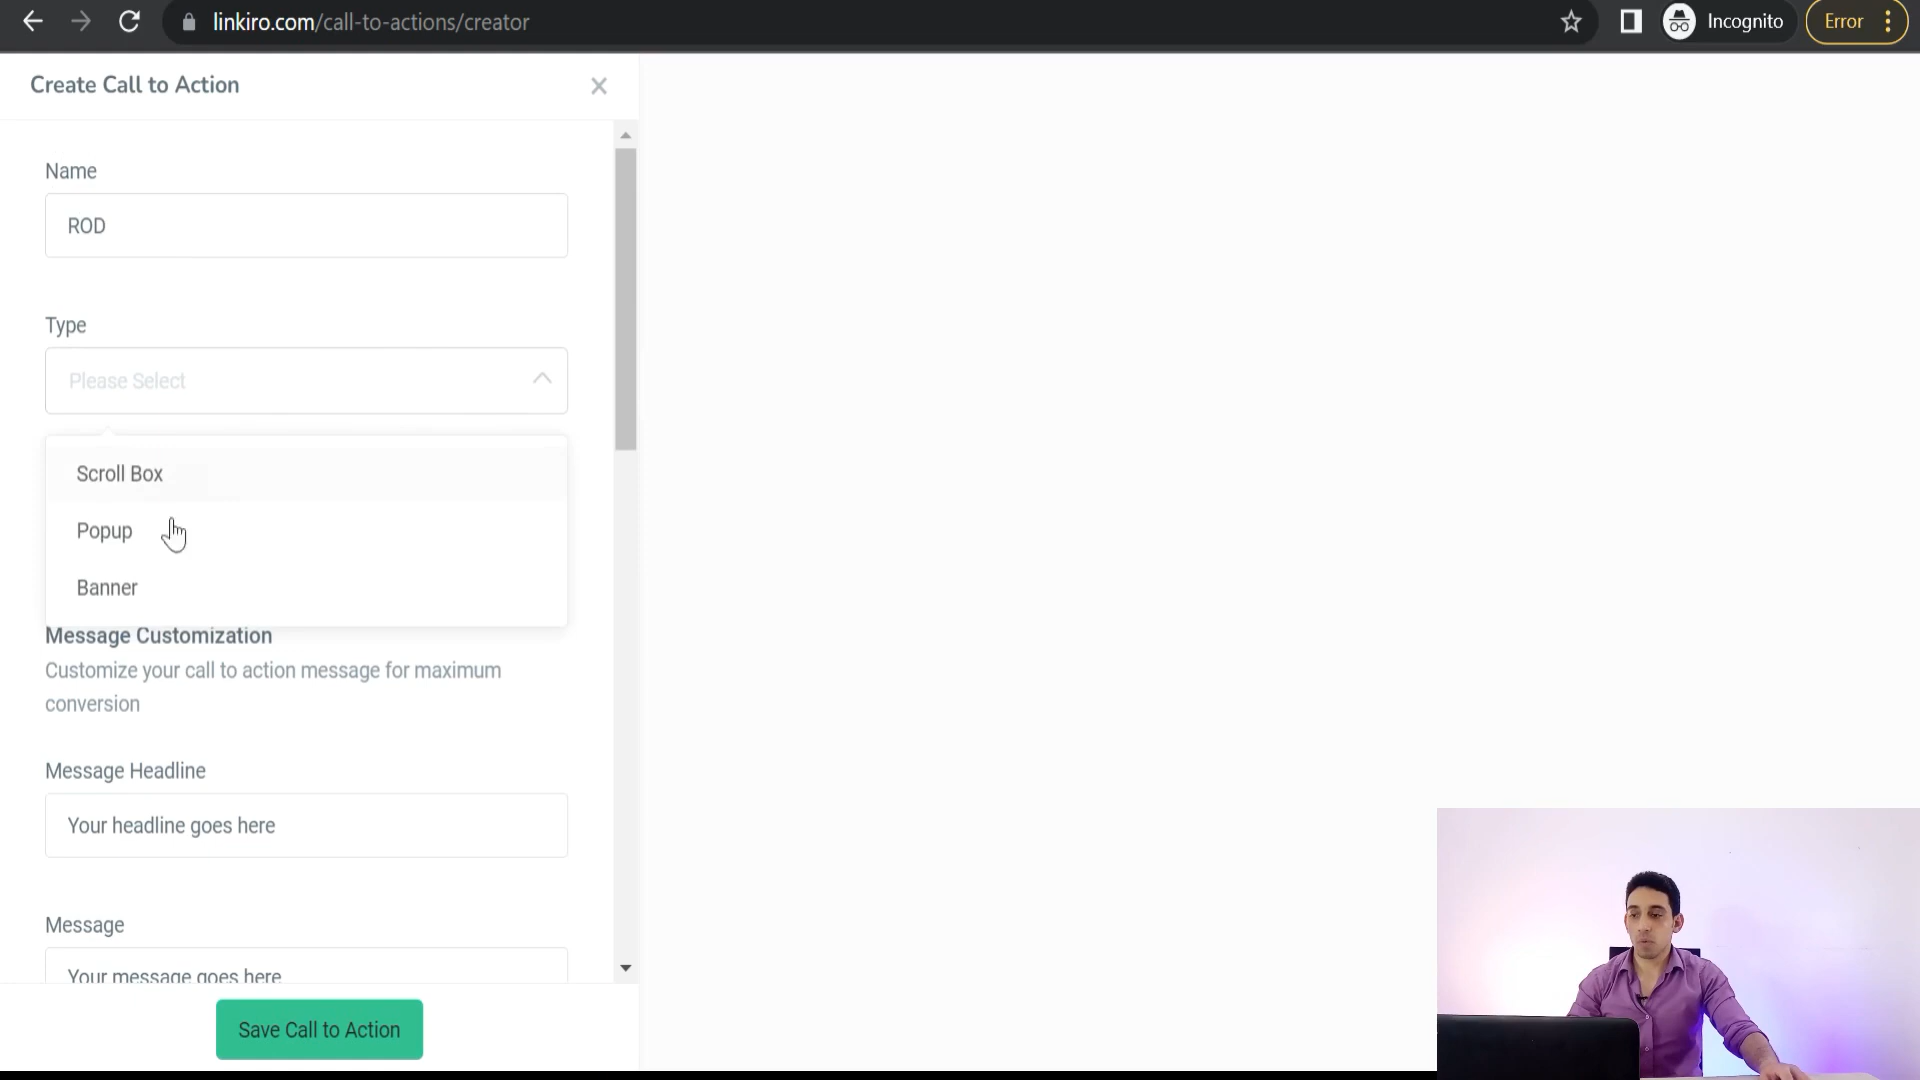 linkiro.com/call-to-actions/creator
Incognito
Error
Create Call to Action
Name
ROD
Type
Please Select
Scroll Box
Popup
Banner
Message Customization
Customize your call to action message for maximum
conversion
Message Headline
Your headline goes here
Message
Your message goes here
Save Call to Action